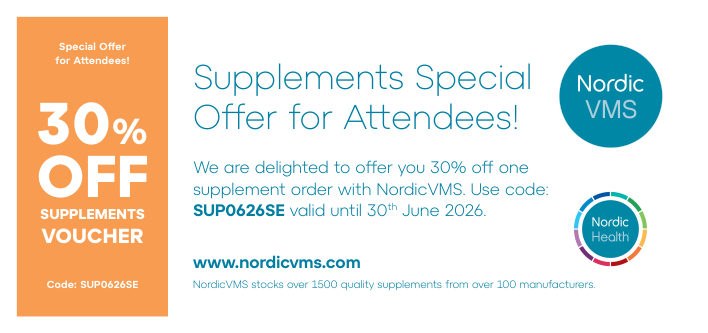 Special Offer
for Attendees!
30%
OFF
SUPPLEMENTS
VOUCHER
Code: SUP0626SE
Supplements Special
Offer for Attendees!
We are delighted to offer you 30% off one
supplement order with NordicVMS. Use code:
SUP0626SE valid until 30th June 2026.
www.nordicvms.com
NordicVMS stocks over 1500 quality supplements from over 100 manufacturers.
Nordic
VMS
Nordic
Health